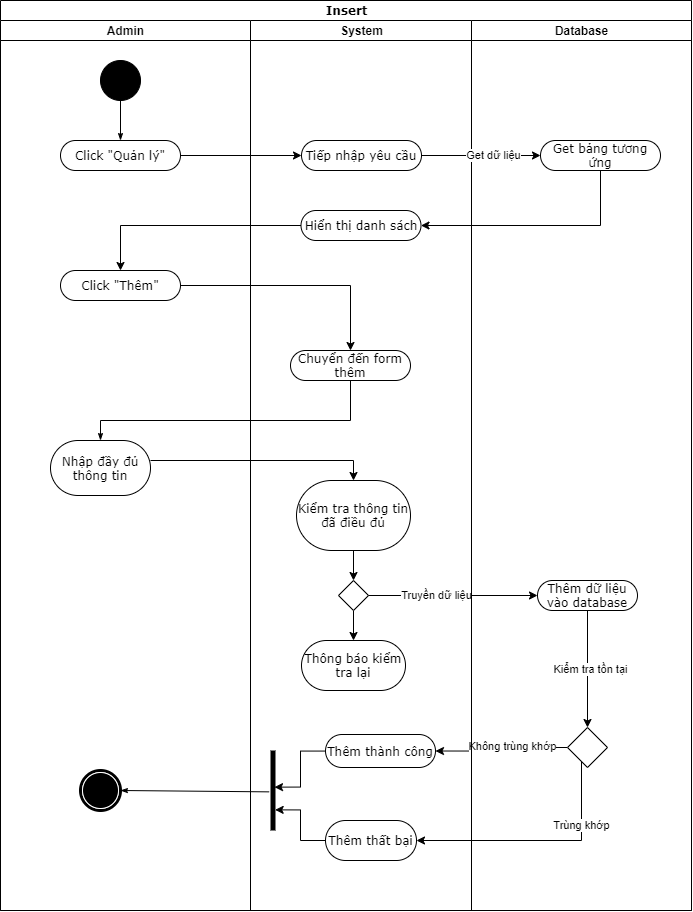 Insert
Admin
System
Database
Click "Quản lý"
Tiếp nhập yêu cầu
Get dữ liệu
Get bảng tương
ứng
Hiển thị danh sách
Click "Thêm"
Chuyển đến form
thêm
Nhập đầy đủ
thông tin
Kiểm tra thông tin
đã điều đủ
Truyền dữ liệu
Thêm dữ liệu
vào database
Thông báo kiểm
tra lại
Kiểm tra tồn tại
Thêm thành công
Không trùng khớp
Trùng khớp
Thêm thất bại